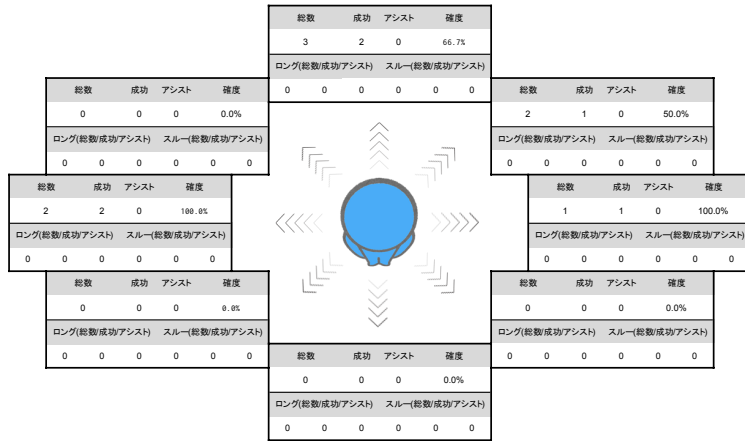 総数 成功 アシスト 確度
3 2 0 66.7%
ロング(総数/成功/アシスト) スルー(総数/成功/アシスト)
0 0 0 0 0 0
総数 成功 アシスト 確度
0 0 0 0.0%
ロング(総数/成功/アシスト) スルー(総数/成功/アシスト)
0 0 0 0 0 0
総数 成功 アシスト 確度
2 1 0 50.0%
ロング(総数/成功/アシスト) スルー(総数/成功/アシスト)
0 0 0 0 0 0
総数 成功 アシスト 確度
2 2 0 100.0%
ロング(総数/成功/アシスト) スルー(総数/成功/アシスト)
0 0 0 0 0 0
総数 成功 アシスト 確度
1 1 0 100.0%
ロング(総数/成功/アシスト) スルー(総数/成功/アシスト)
0 0 0 0 0 0
総数 成功 アシスト 確度
0 0 0 0.0%
ロング(総数/成功/アシスト) スルー(総数/成功/アシスト)
0 0 0 0 0 0
総数 成功 アシスト 確度
0 0 0 0.0%
ロング(総数/成功/アシスト) スルー(総数/成功/アシスト)
0 0 0 0 0 0
総数 成功 アシスト 確度
0 0 0 0.0%
ロング(総数/成功/アシスト) スルー(総数/成功/アシスト)
0 0 0 0 0 0